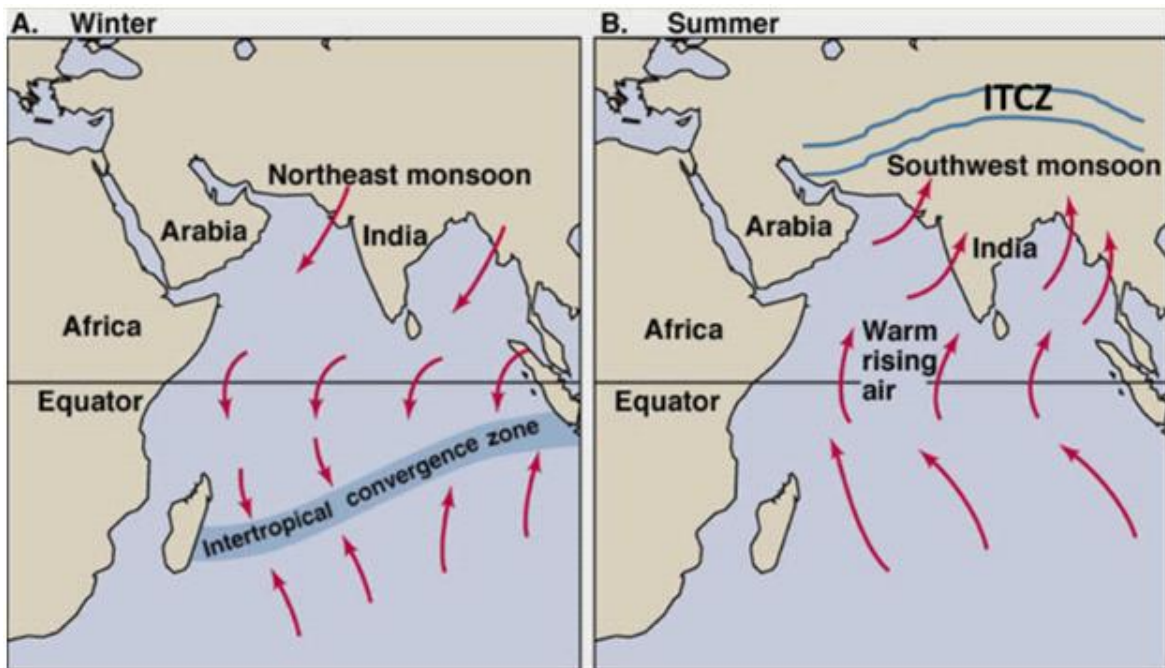 A. Winter
Northeast monsoon
Arabia
India
Africa
Equator
Intertropical convergence zone
B. Summer
ITCZ
Southwest monsoon
Arabia
India
Africa
Warm
rising
air
Equator